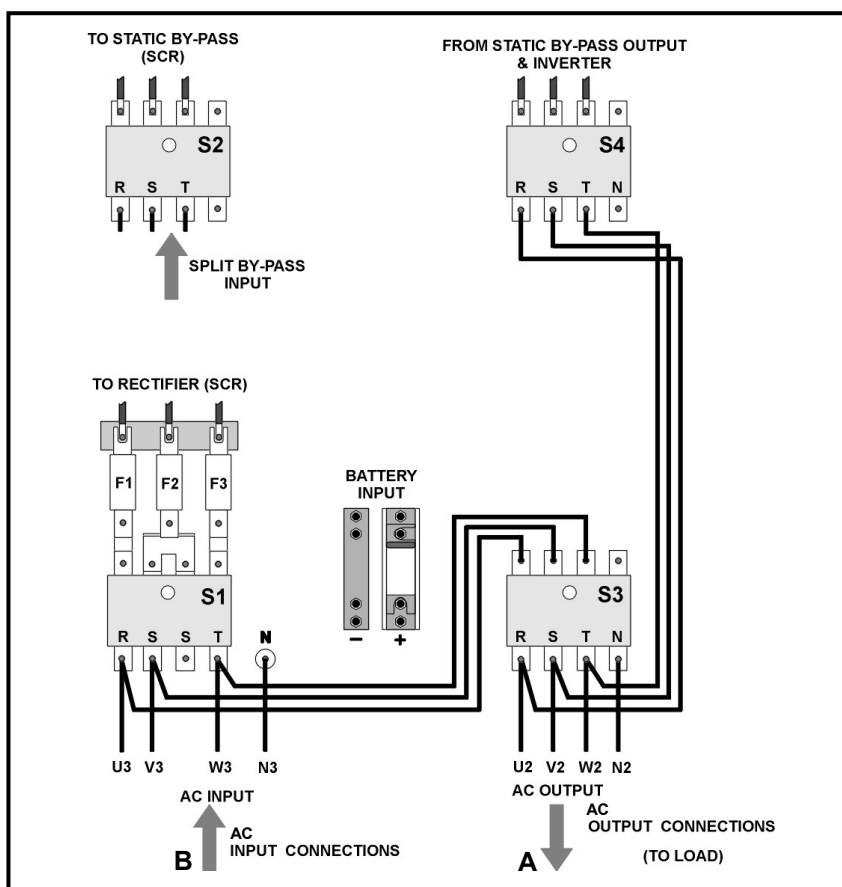 TO STATIC BY-PASS
(SCR)
S2
R S T
SPLIT BY-PASS
INPUT
FROM STATIC BY-PASS OUTPUT
& INVERTER
S4
R S T N
TO RECTIFIER (SCR)
F1 F2 F3
S1
R S S T
N
BATTERY
INPUT
– +
S3
R S T N
U3 V3 W3 N3
AC INPUT
AC
INPUT CONNECTIONS
B
U2 V2 W2 N2
AC OUTPUT
AC
OUTPUT CONNECTIONS
(TO LOAD)
A